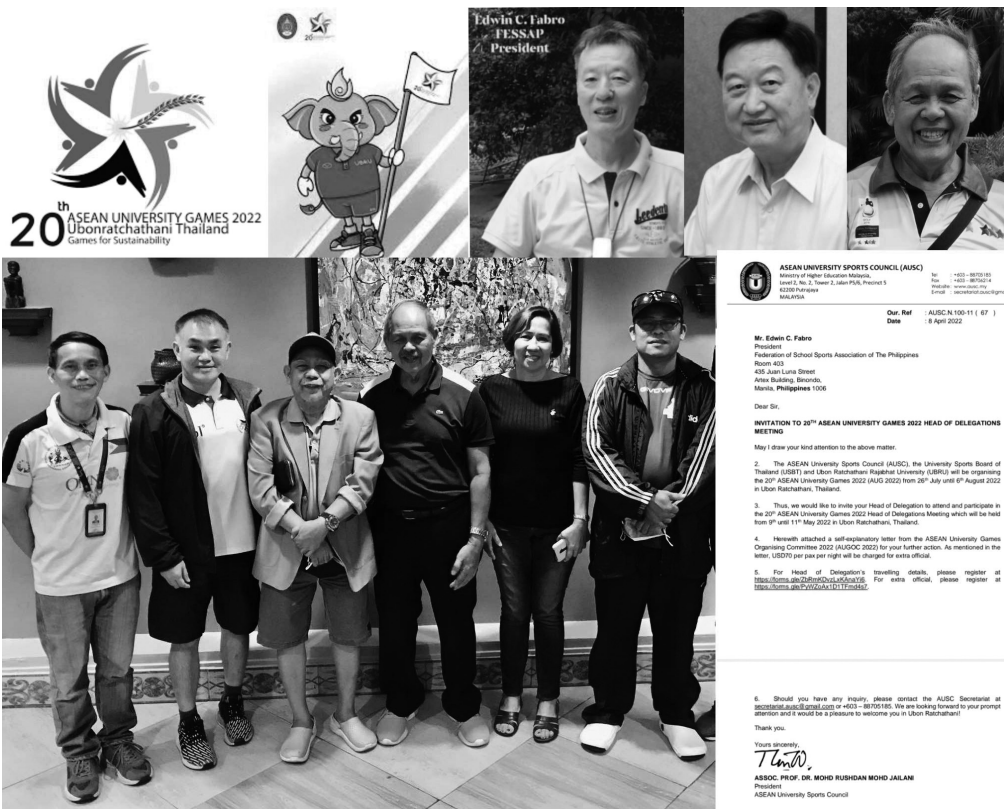 20th ASEAN UNIVERSITY GAMES 2022
Ubonratchathani Thailand
Games for Sustainability
20
UBRU
Edwin C. Fabro
FESSAP
President
ASEAN UNIVERSITY SPORTS COUNCIL (AUSC)
Ministry of Higher Education Malaysia,
Level 2, No. 2, Tower 2, Jalan P5/6, Precinct 5
62200 Putrajaya
MALAYSIA
Tel : +603 – 88705185
Fax : +603 – 88706214
Website : www.ausc.my
E-mail : secretariat.ausc@gm
Our. Ref : AUSC.N.100-11 ( 67 )
Date : 8 April 2022
Mr. Edwin C. Fabro
President
Federation of School Sports Association of The Philippines
Room 403
435 Juan Luna Street
Artex Building, Binondo,
Manila, Philippines 1006
Dear Sir,
INVITATION TO 20TH ASEAN UNIVERSITY GAMES 2022 HEAD OF DELEGATIONS
MEETING
May I draw your kind attention to the above matter.
2. The ASEAN University Sports Council (AUSC), the University Sports Board of
Thailand (USBT) and Ubon Ratchathani Rajabhat University (UBRU) will be organising
the 20th ASEAN University Games 2022 (AUG 2022) from 26th July until 6th August 2022
in Ubon Ratchathani, Thailand.
3. Thus, we would like to invite your Head of Delegation to attend and participate in
the 20th ASEAN University Games 2022 Head of Delegations Meeting which will be held
from 9th until 11th May 2022 in Ubon Ratchathani, Thailand.
4. Herewith attached a self-explanatory letter from the ASEAN University Games
Organising Committee 2022 (AUGOC 2022) for your further action. As mentioned in the
letter, USD70 per pax per night will be charged for extra official.
5. For Head of Delegation's travelling details, please register at
https://forms.gle/ZbRmKDvzLxKAnaYj6. For extra official, please register at
https://forms.gle/PvWZoAx1D1TFmd4s7.
6. Should you have any inquiry, please contact the AUSC Secretariat at
secretariat.ausc@gmail.com or +603 – 88705185. We are looking forward to your prompt
attention and it would be a pleasure to welcome you in Ubon Ratchathani!
Thank you.
Yours sincerely,
ASSOC. PROF. DR. MOHD RUSHDAN MOHD JAILANI
President
ASEAN University Sports Council